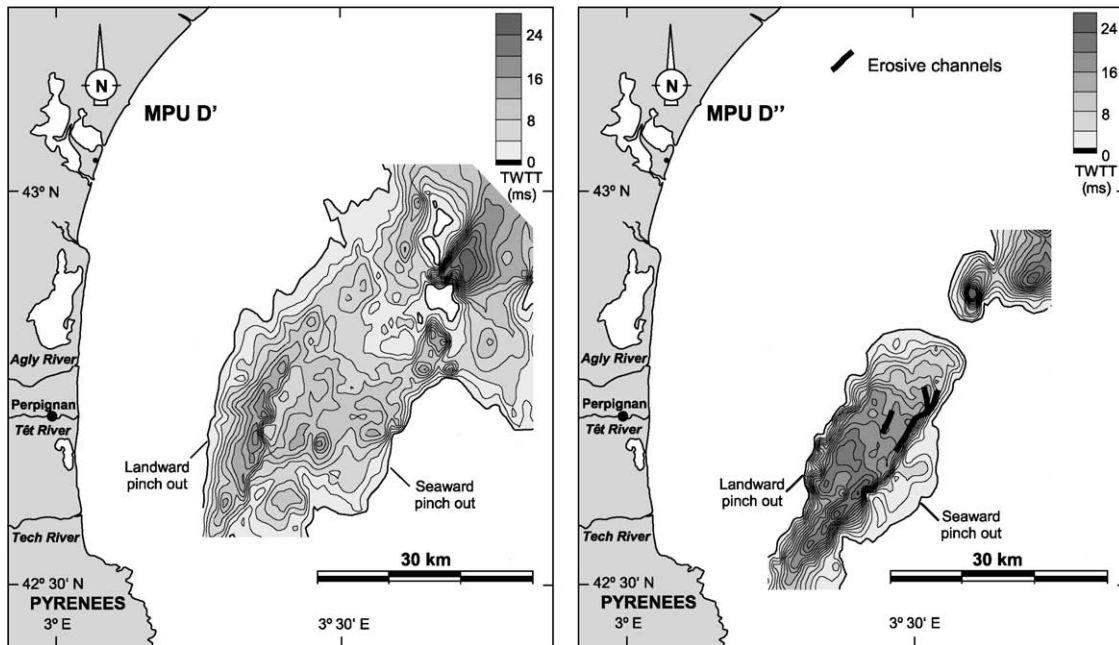 N
MPU D'
24
16
8
0
TWTT
(ms)
43° N
Agly River
Perpignan
Têt River
Landward
pinch out
Seaward
pinch out
Tech River
30 km
42° 30' N
PYRENEES
3° E
3° 30' E
N
MPU D''
Erosive channels
24
16
8
0
TWTT
(ms)
43° N
Agly River
Perpignan
Têt River
Landward
pinch out
Seaward
pinch out
Tech River
30 km
42° 30' N
PYRENEES
3° E
3° 30' E